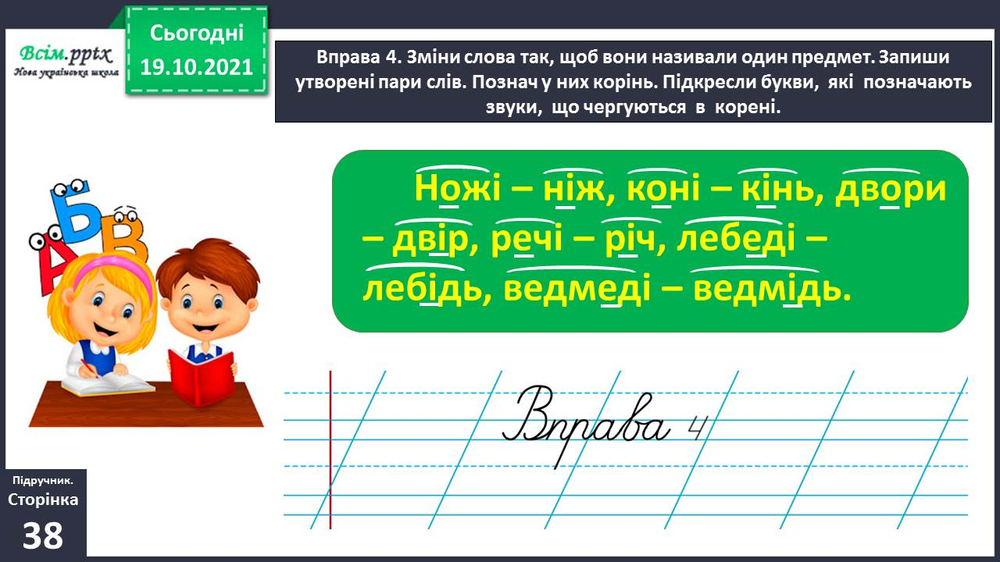 Всім.pptx
Нова українська школа
Сьогодні
19.10.2021
Вправа 4. Зміни слова так, щоб вони називали один предмет. Запиши
утворені пари слів. Познач у них корінь. Підкресли букви, які позначають
звуки, що чергуються в корені.
АБВ
Ножі – ніж, коні – кінь, двори
– двір, речі – річ, лебеді –
лебідь, ведмеді – ведмідь.
Вправа 4
Підручник.
Сторінка
38